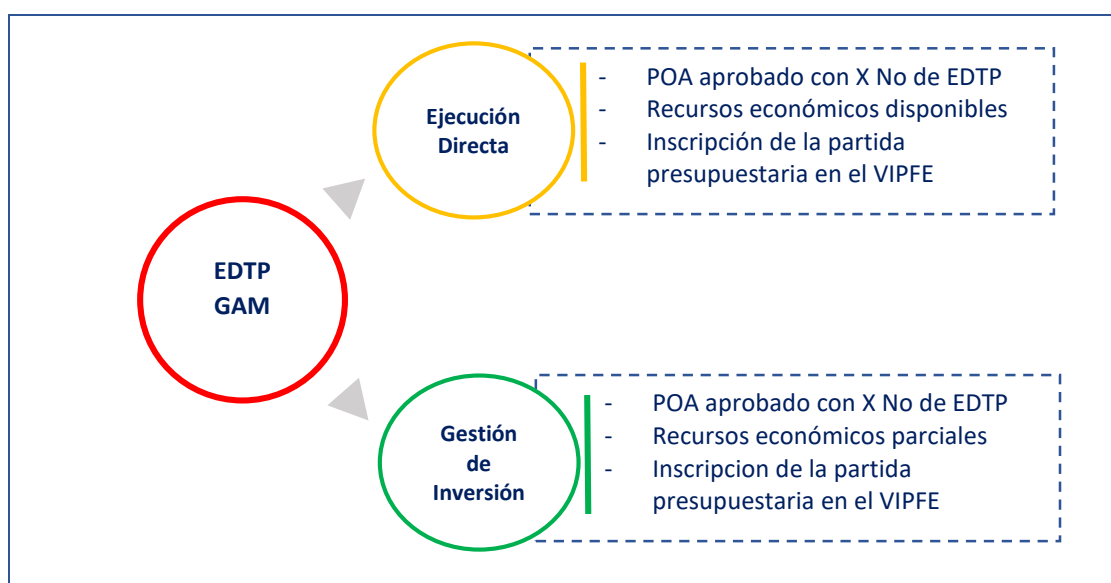 EDTP
GAM
Ejecución
Directa
- POA aprobado con X No de EDTP
- Recursos económicos disponibles
- Inscripción de la partida
presupuestaria en el VIPFE
Gestión
de
Inversión
- POA aprobado con X No de EDTP
- Recursos económicos parciales
- Inscripcion de la partida
presupuestaria en el VIPFE